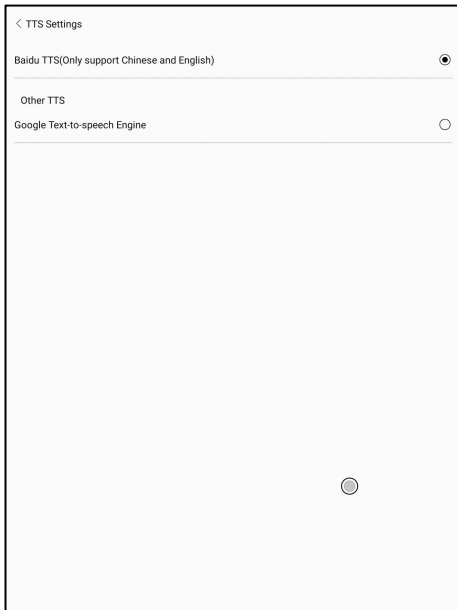 TTS Settings
Baidu TTS(Only support Chinese and English)
Other TTS
Google Text-to-speech Engine